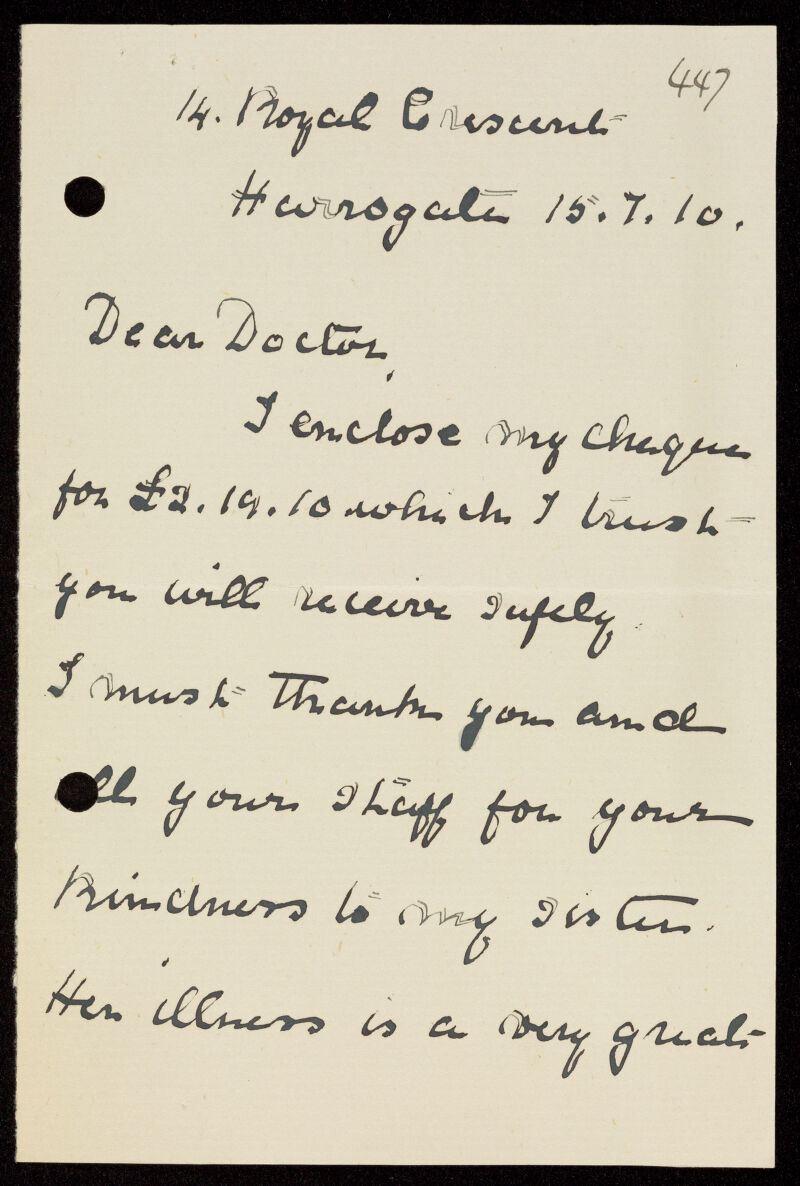 447
14. Royal Crescent
Harrogate 15.7.10.
Dear Doctor,
I enclose my cheque
for £2.19.10 which I trust
you will receive safely.
I must thank you and
all your staff for your
kindness to my sister.
Her illness is a very great